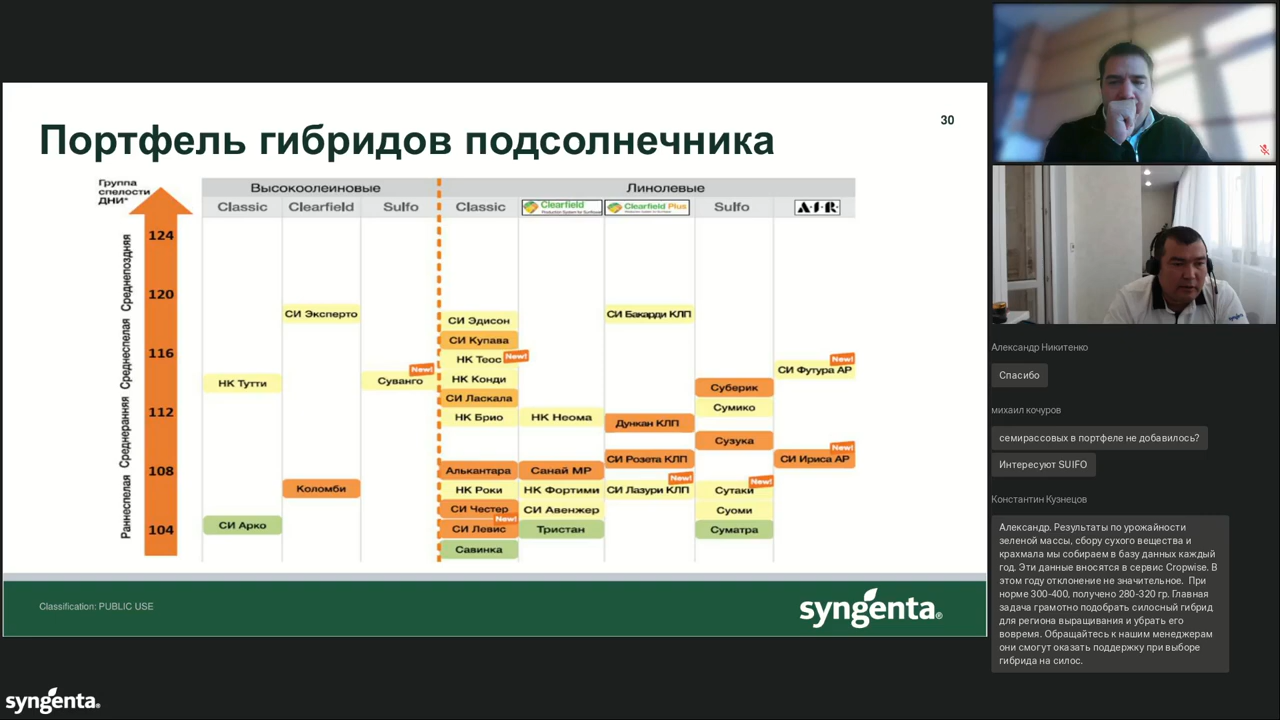 Портфель гибридов подсолнечника
30
Группа
спелости
ДНИ*
Высокоолеиновые
Линолевые
Classic
Clearfield
Sulfo
Classic
Clearfield
Production System for Sunflower
Clearfield Plus
Sulfo
A·I·R
124
120
116
112
108
104
Среднепоздняя
Среднеспелая
Среднеранняя
Раннеспелая
СИ Эксперто
СИ Бакарди КЛП
СИ Эдисон
СИ Купава
НК Теос
New!
New!
СИ Футура АР
New!
НК Тутти
Суванго
НК Конди
Суберик
СИ Ласкала
Сумико
НК Брио
НК Неома
Дункан КЛП
Сузука
СИ Розета КЛП
New!
СИ Ириса АР
Алькантара
Санай МР
New!
New!
Коломби
НК Роки
НК Фортими
СИ Лазури КЛП
Сутаки
СИ Честер
СИ Авенжер
Суоми
New!
СИ Арко
СИ Левис
Тристан
Суматра
Савинка
Classification: PUBLIC USE
syngenta®
syngenta®
Александр Никитенко
Спасибо
михаил кочуров
семирассовых в портфеле не добавилось?
Интересуют SUlFO
Константин Кузнецов
Александр. Результаты по урожайности
зеленой массы, сбору сухого вещества и
крахмала мы собираем в базу данных каждый
год. Эти данные вносятся в сервис Cropwise. В
этом году отклонение не значительное. При
норме 300-400, получено 280-320 гр. Главная
задача грамотно подобрать силосный гибрид
для региона выращивания и убрать его
вовремя. Обращайтесь к нашим менеджерам
они смогут оказать поддержку при выборе
гибрида на силос.